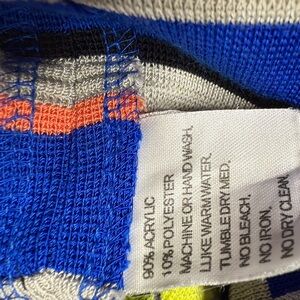 90% ACRYLIC
10% POLYESTER
MACHINE OR HAND WASH,
LUKE WARM WATER,
TUMBLE DRY MED,
NO BLEACH,
NO IRON,
NO DRY CLEAN